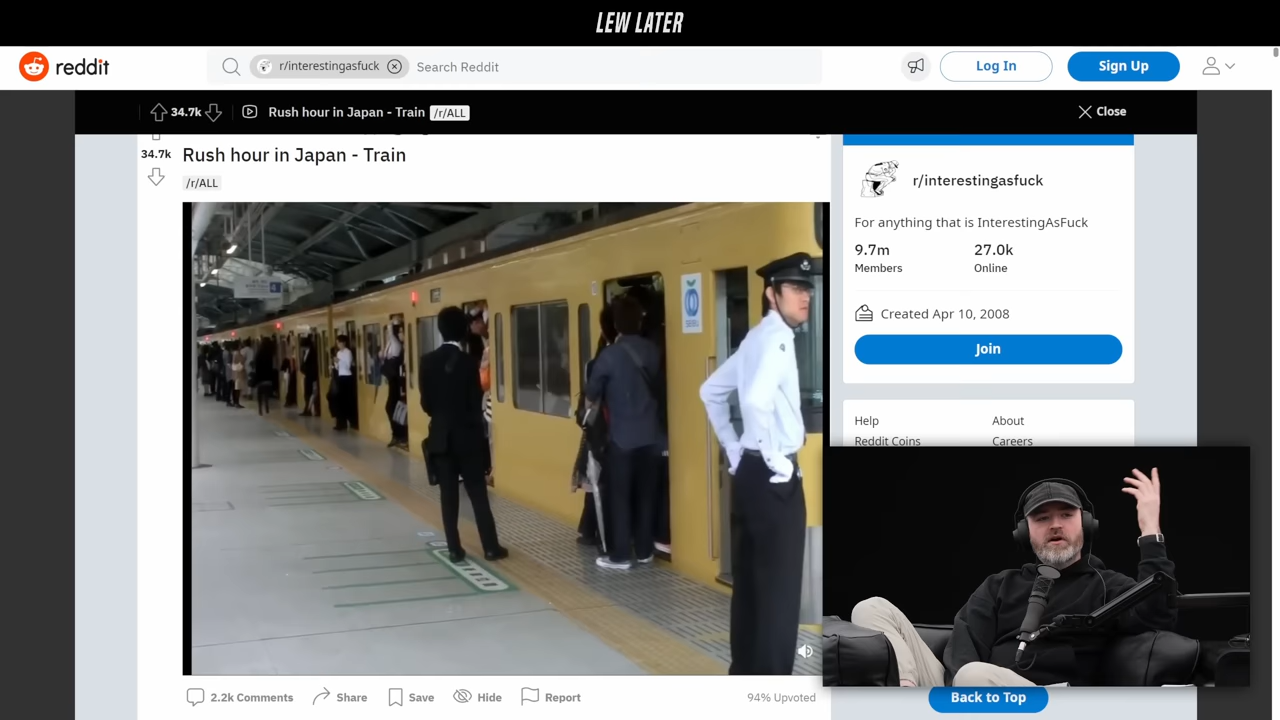 LEW LATER
reddit
r/interestingasfuck
Search Reddit
Log In
Sign Up
34.7k
Rush hour in Japan - Train
/r/ALL
Close
34.7k
Rush hour in Japan - Train
/r/ALL
r/interestingasfuck
For anything that is InterestingAsFuck
9.7m
27.0k
Members
Online
Created Apr 10, 2008
Join
Help
About
Reddit Coins
Careers
2.2k Comments
Share
Save
Hide
Report
94% Upvoted
Back to Top